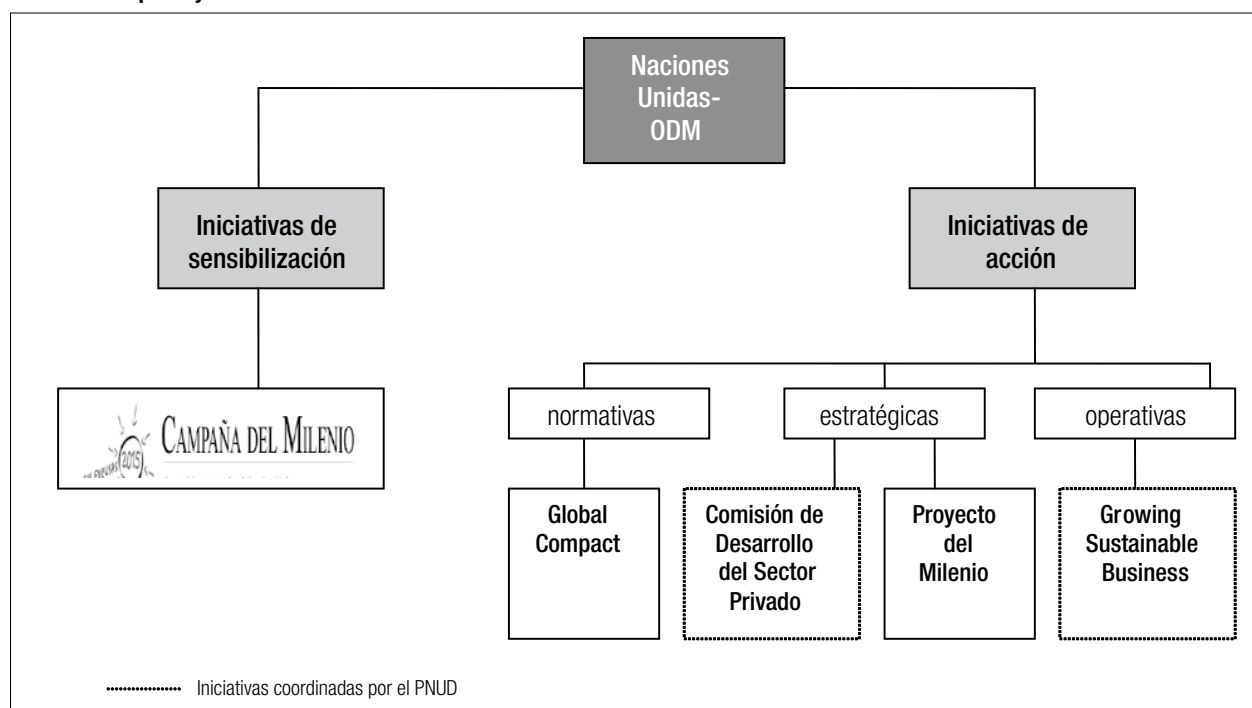 Naciones
Unidas-
ODM
Iniciativas de
sensibilización
Iniciativas de
acción
CAMPAÑA DEL MILENIO
2015
normativas
estratégicas
operativas
Global
Compact
Comisión de
Desarrollo
del Sector
Privado
Proyecto
del
Milenio
Growing
Sustainable
Business
Iniciativas coordinadas por el PNUD